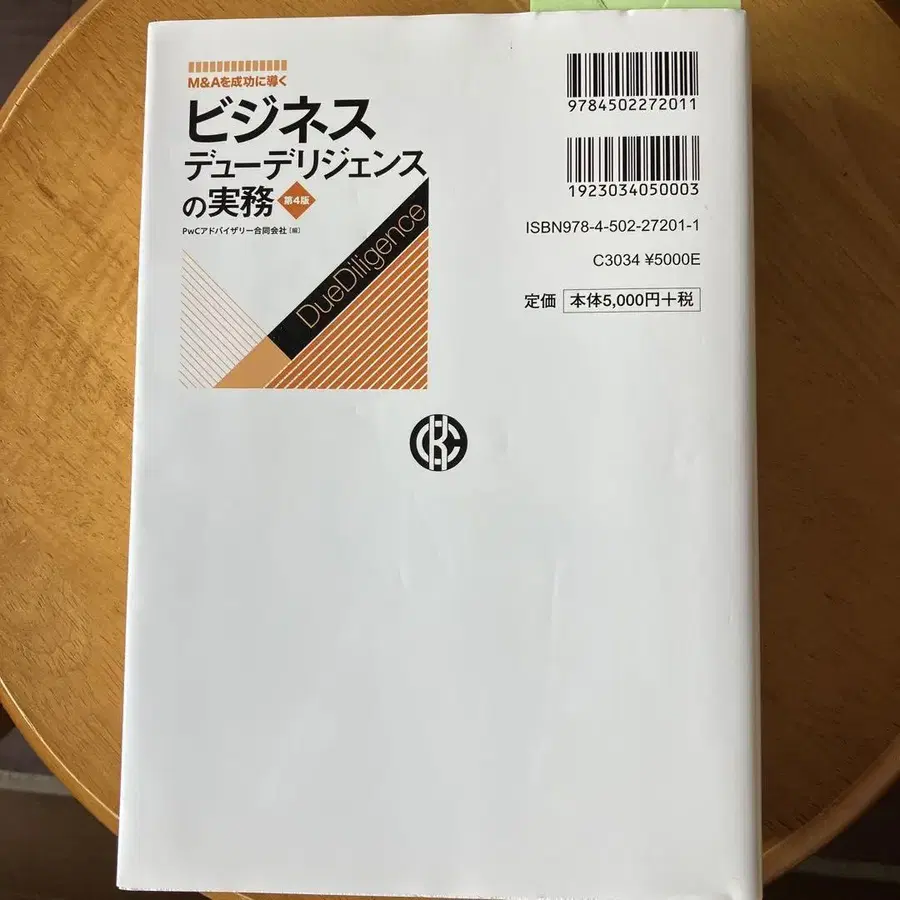 M&Aを成功に導く
ビジネス
デューデリジェンス
の実務 第4版
PwCアドバイザリー合同会社[編]
DueDiligence
9784502272011
1923034050003
ISBN978-4-502-27201-1
C3034 ¥5000E
定価 本体5,000円+税
CK